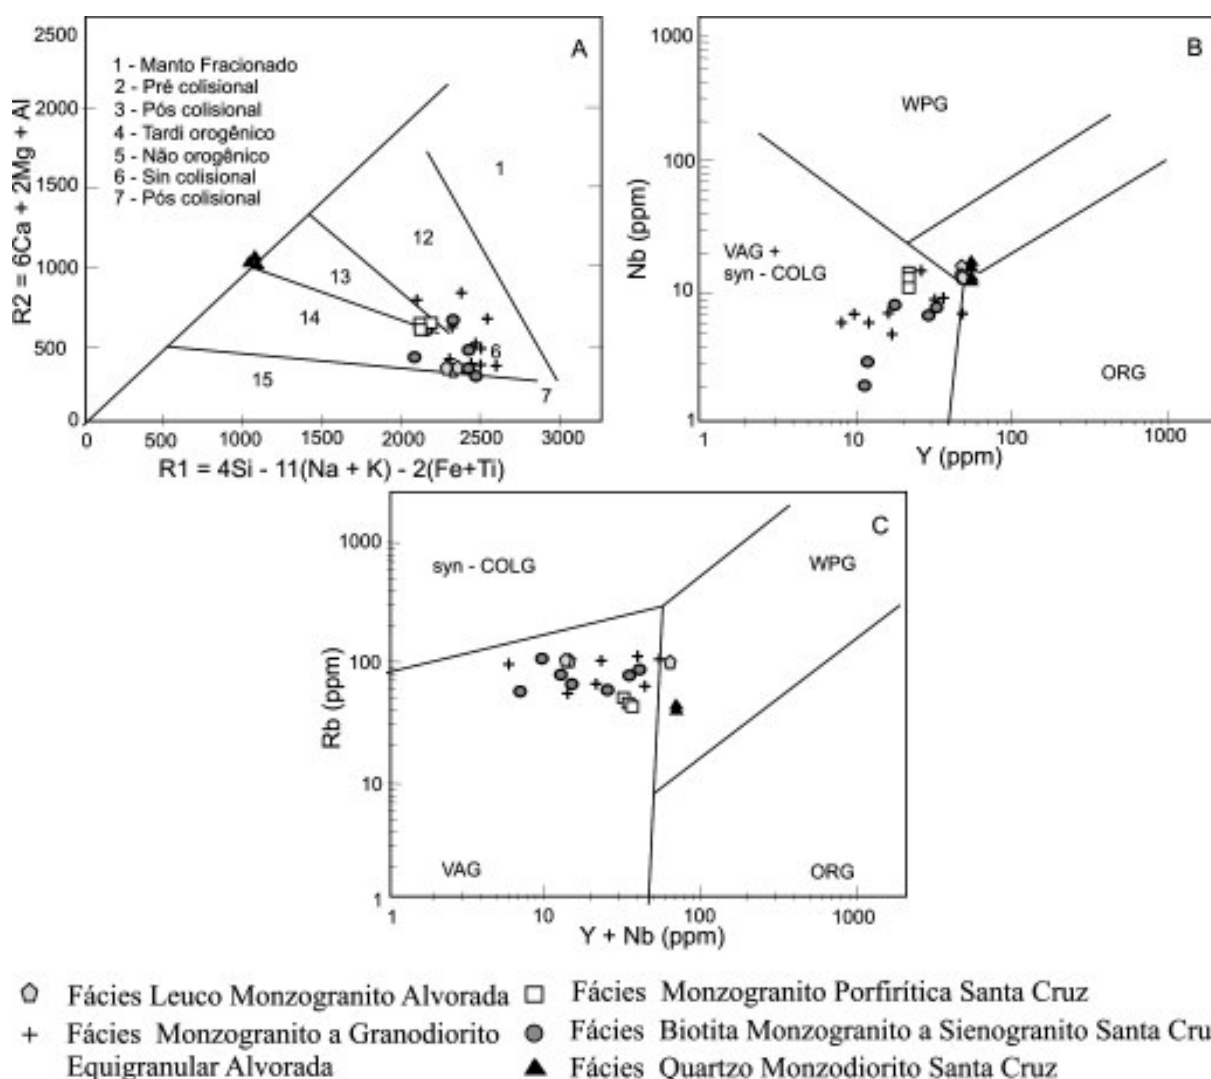 A
1 - Manto Fracionado
2 - Pré colisional
3 - Pós colisional
4 - Tardi orogênico
5 - Não orogênico
6 - Sin colisional
7 - Pós colisional
R2 = 6Ca + 2Mg + Al
2500
2000
1500
1000
500
0
1
12
13
14
15
6
7
0
500
1000
1500
2000
2500
3000
R1 = 4Si - 11(Na + K) - 2(Fe+Ti)
B
Nb (ppm)
1000
100
10
1
WPG
VAG +
syn - COLG
ORG
1
10
100
1000
Y (ppm)
C
Rb (ppm)
1000
100
10
1
syn - COLG
WPG
VAG
ORG
1
10
100
1000
Y + Nb (ppm)
Fácies Leuco Monzogranito Alvorada
Fácies Monzogranito a Granodiorito
Equigranular Alvorada
Fácies Monzogranito Porfirítica Santa Cruz
Fácies Biotita Monzogranito a Sienogranito Santa Cru
Fácies Quartzo Monzodiorito Santa Cruz